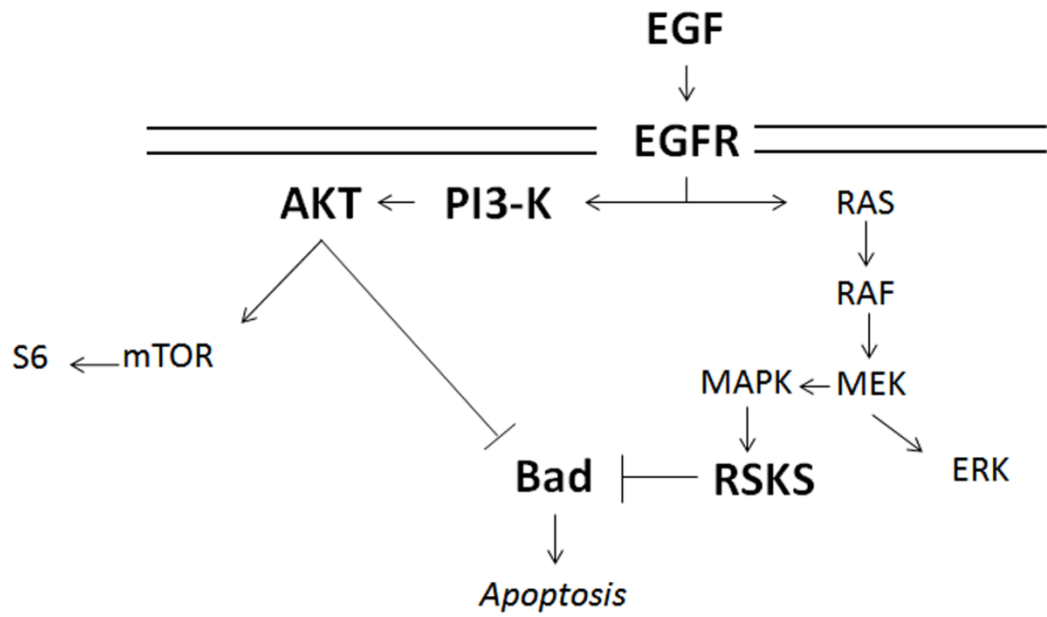 EGF
EGFR
AKT
PI3-K
RAS
RAF
S6
mTOR
MAPK
MEK
Bad
RSKS
ERK
Apoptosis